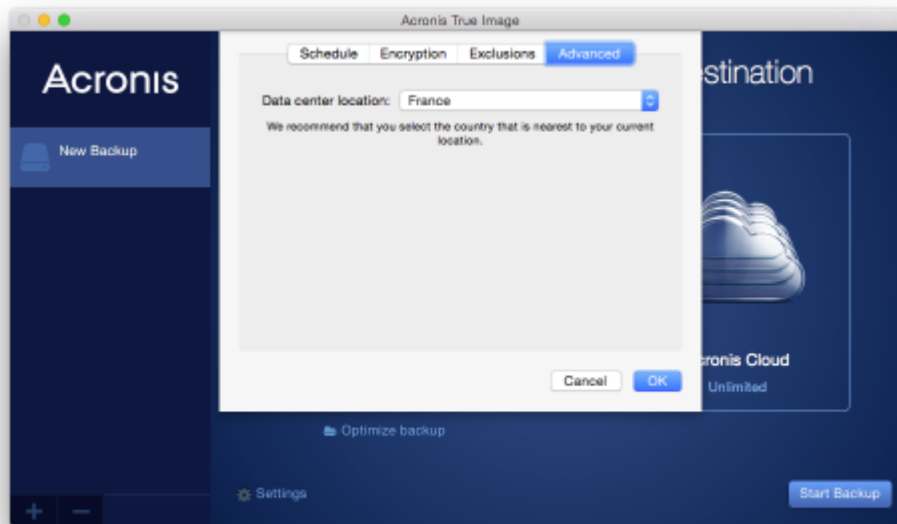 Acronis True Image
Acronis
New Backup
Schedule
Encryption
Exclusions
Advanced
Data center location:
France
We recommend that you select the country that is nearest to your current
location.
Cancel
OK
estination
cronis Cloud
Unlimited
Optimize backup
Settings
Start Backup